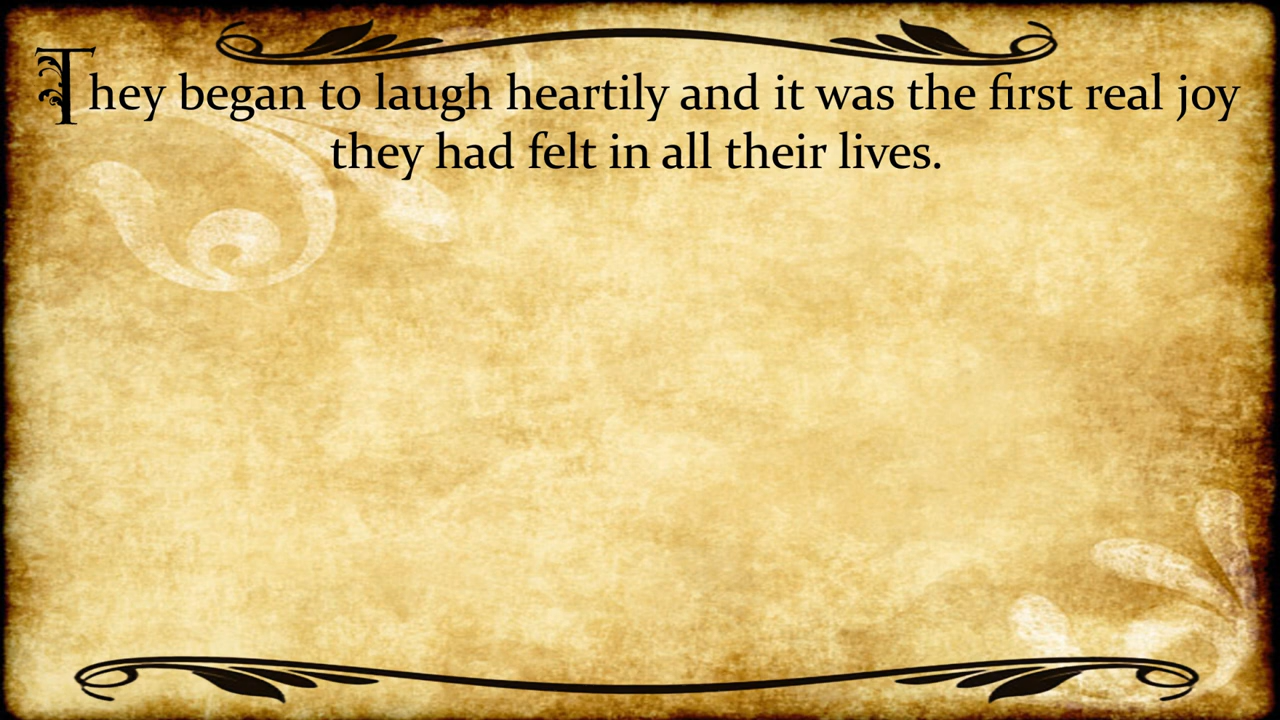 They began to laugh heartily and it was the first real joy
they had felt in all their lives.